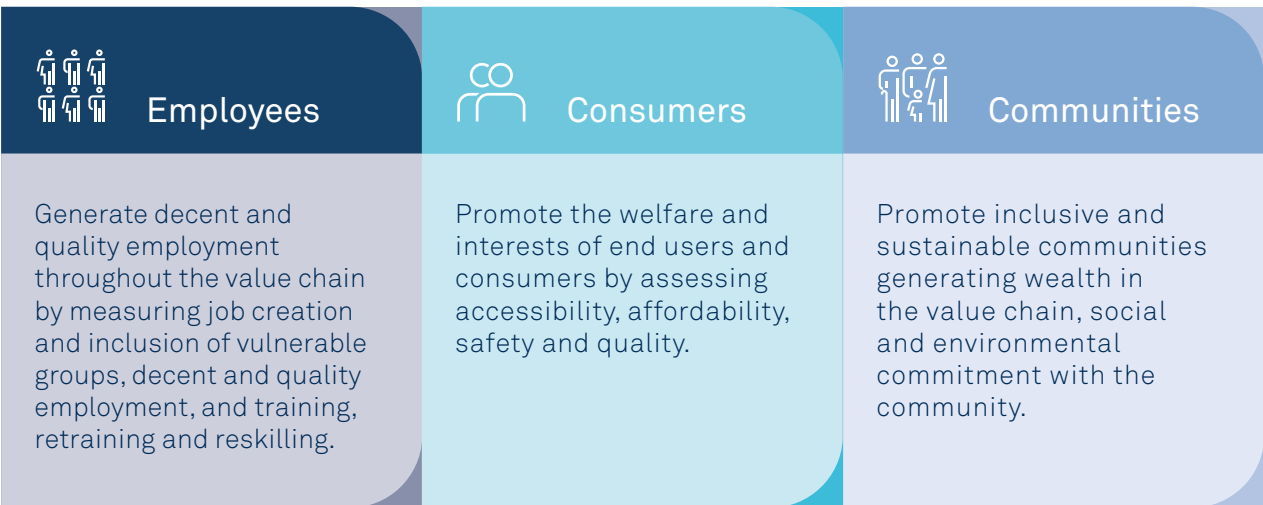 Employees
Generate decent and
quality employment
throughout the value chain
by measuring job creation
and inclusion of vulnerable
groups, decent and quality
employment, and training,
retraining and reskilling.
Consumers
Promote the welfare and
interests of end users and
consumers by assessing
accessibility, affordability,
safety and quality.
Communities
Promote inclusive and
sustainable communities
generating wealth in
the value chain, social
and environmental
commitment with the
community.